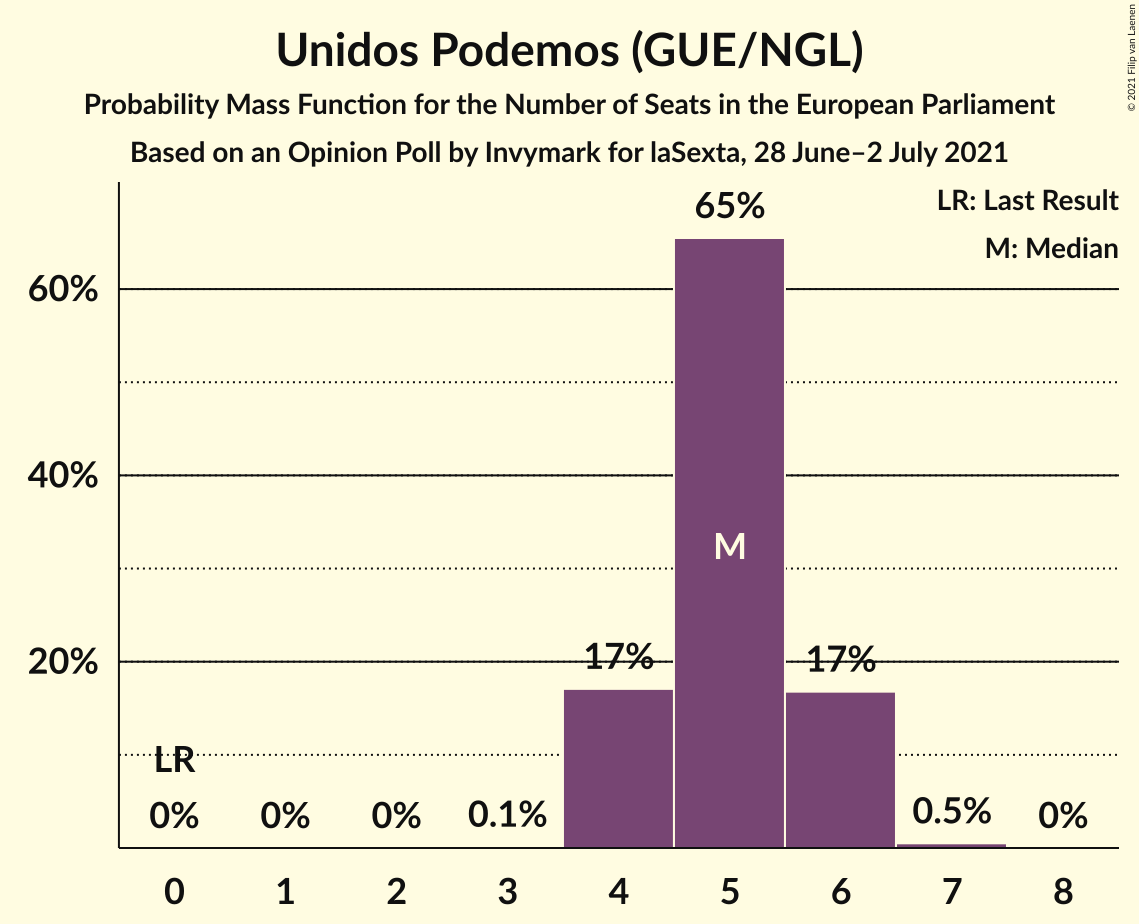 Unidos Podemos (GUE/NGL)
Probability Mass Function for the Number of Seats in the European Parliament
Based on an Opinion Poll by Invymark for laSexta, 28 June–2 July 2021
© 2021 Filip van Laenen
LR: Last Result
M: Median
65%
60%
40%
M
17%
17%
20%
LR
0%
0%
0%
0.1%
0.5%
0%
0
1
2
3
4
5
6
7
8